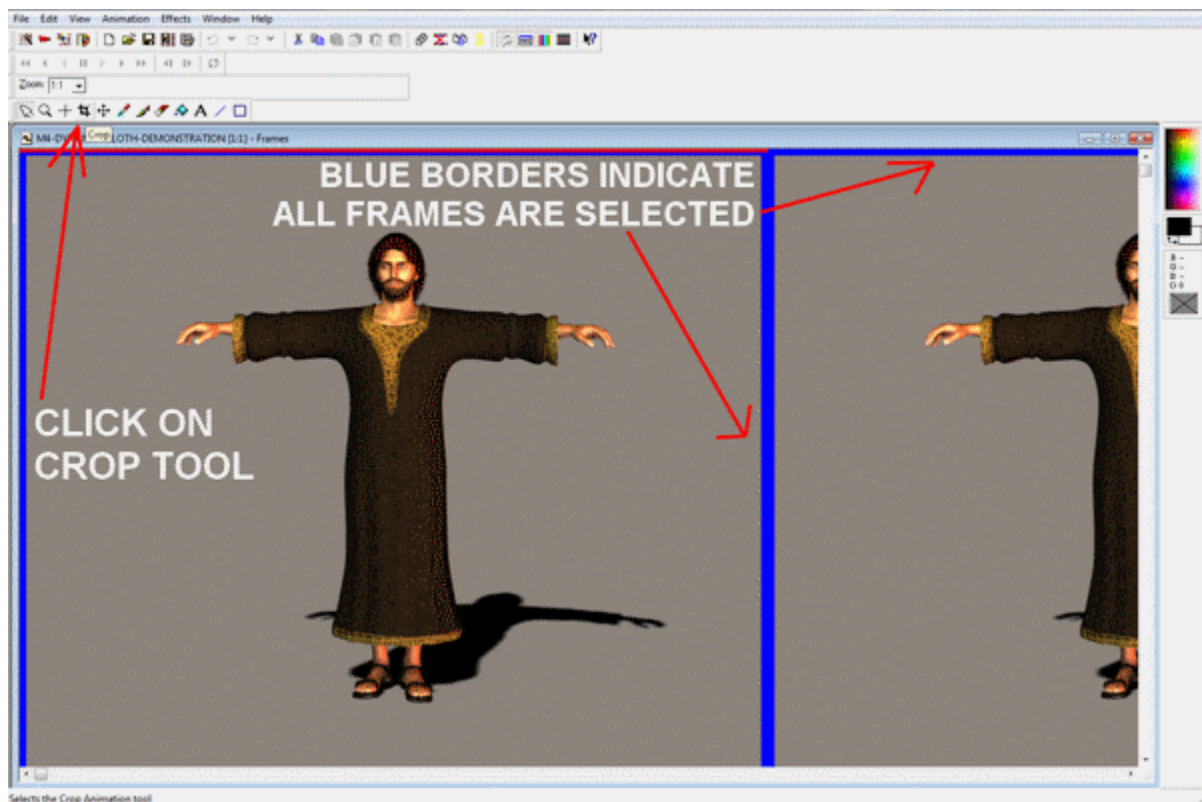 File Edit View Animation Effects Window Help
Zoom: 1:1
Crop
LOTH-DEMONSTRATION [1:1] - Frames
BLUE BORDERS INDICATE
ALL FRAMES ARE SELECTED
CLICK ON
CROP TOOL
Selects the Crop Animation tool